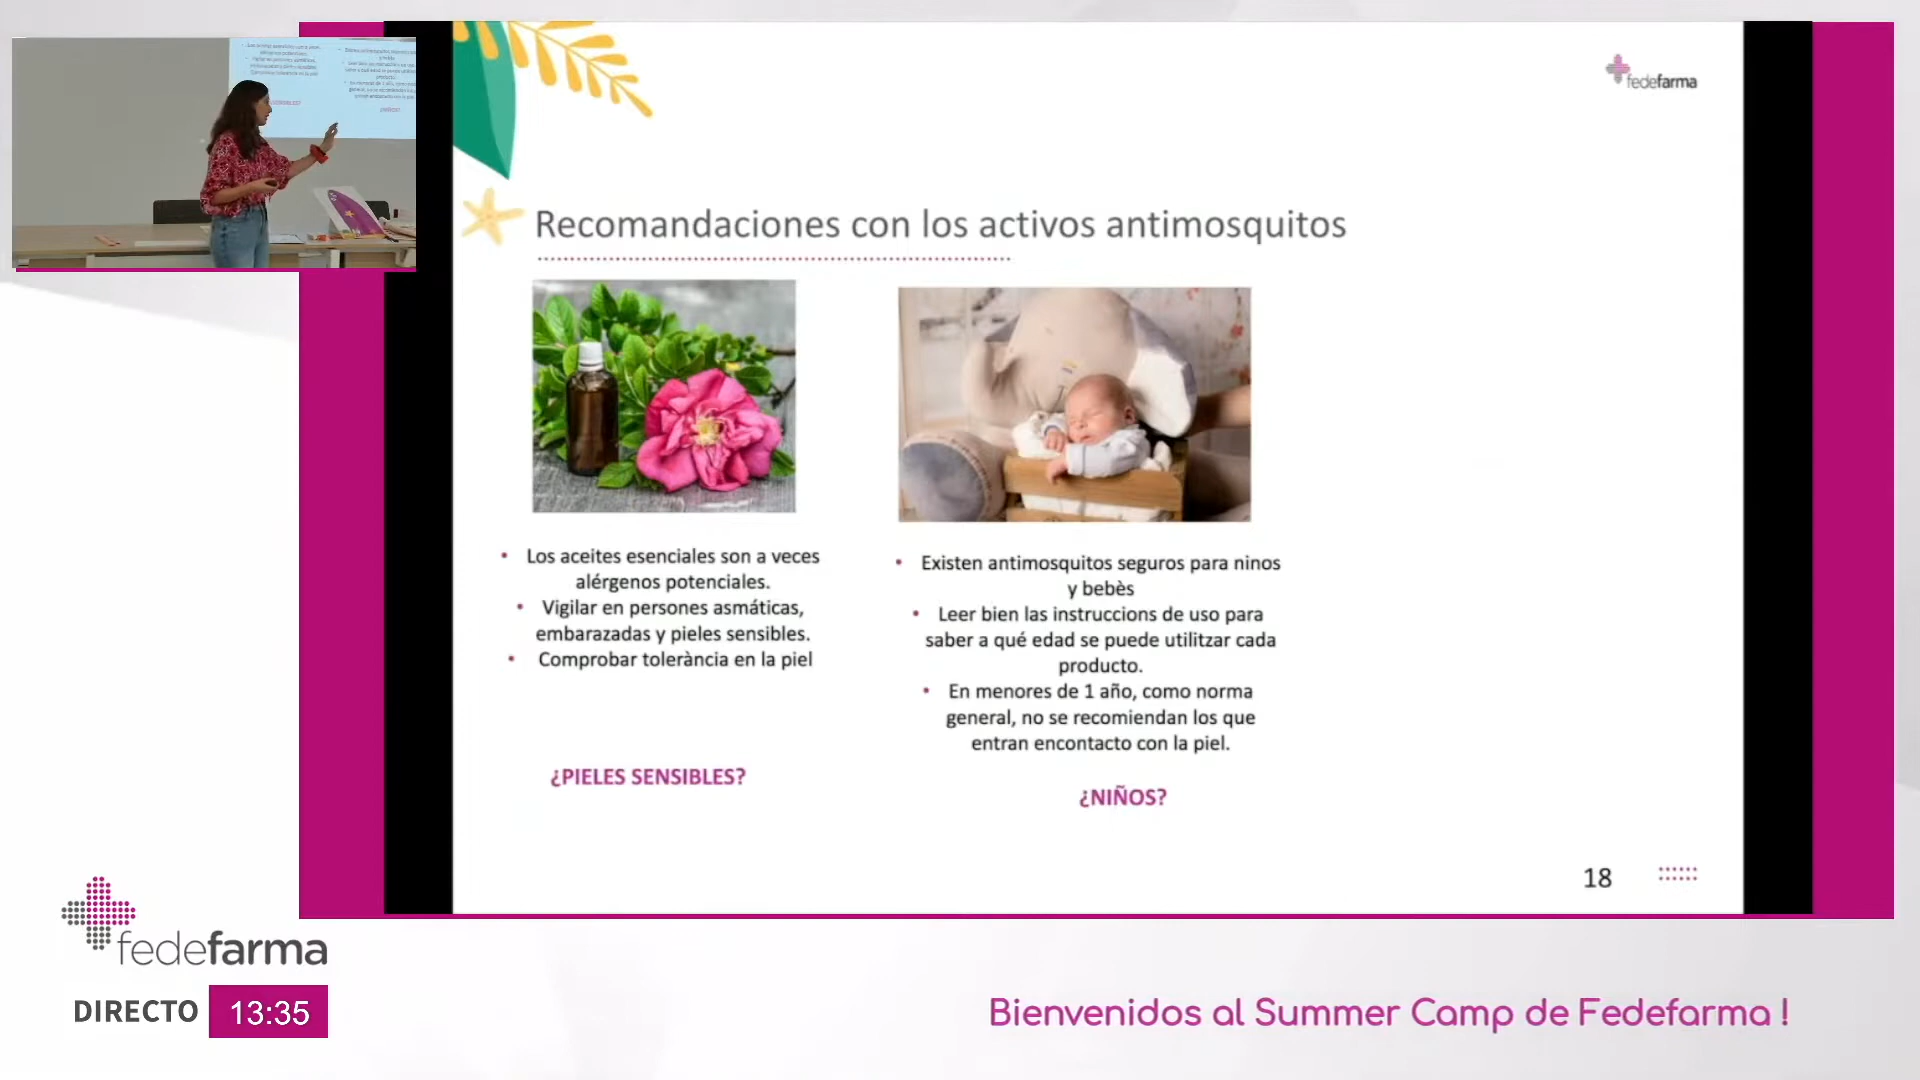 fedefarma
Recomandaciones con los activos antimosquitos
• Los aceites esenciales son a veces
alérgenos potenciales.
• Vigilar en persones asmáticas,
embarazadas y pieles sensibles.
• Comprobar tolerància en la piel
¿PIELES SENSIBLES?
• Existen antimosquitos seguros para ninos
y bebès
• Leer bien las instruccions de uso para
saber a qué edad se puede utilitzar cada
producto.
• En menores de 1 año, como norma
general, no se recomiendan los que
entran encontacto con la piel.
¿NIÑOS?
18
fedefarma
DIRECTO 13:35
Bienvenidos al Summer Camp de Fedefarma !